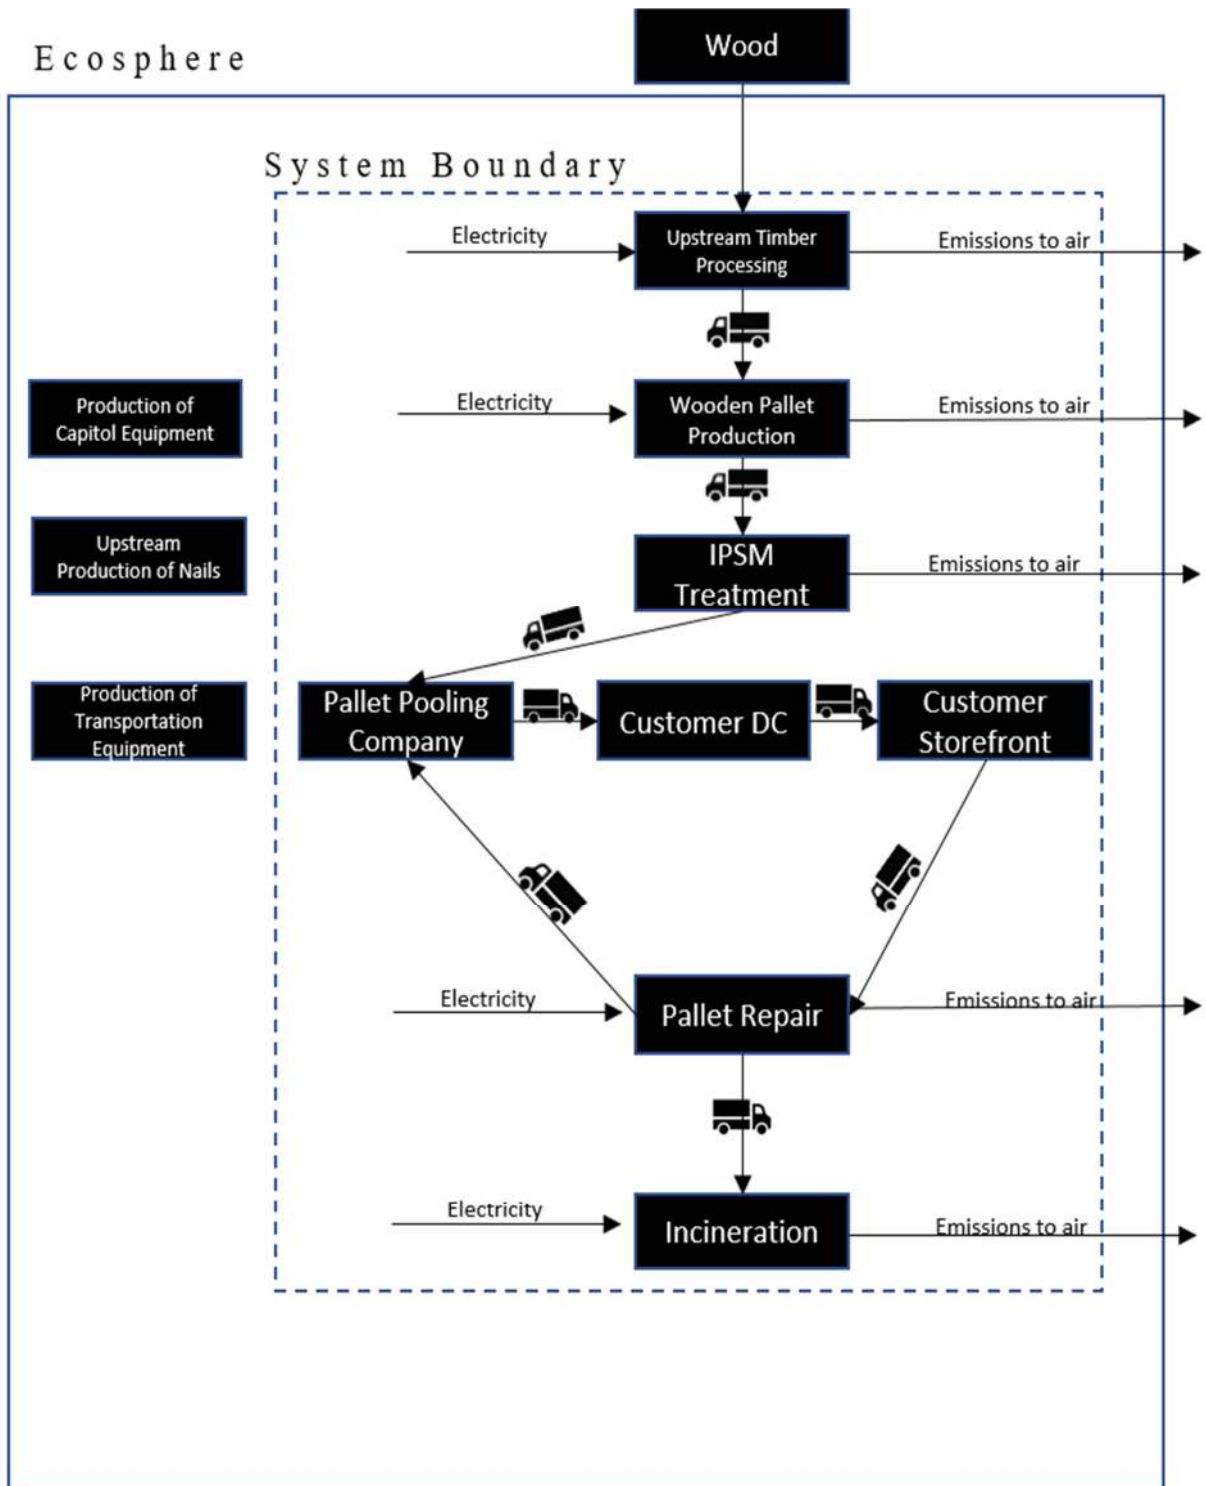 Wood
Ecosphere
System Boundary
Electricity
Upstream Timber
Processing
Emissions to air
Electricity
Wooden Pallet
Production
Emissions to air
Production of
Capitol Equipment
Upstream
Production of Nails
IPSM
Treatment
Emissions to air
Production of
Transportation
Equipment
Pallet Pooling
Company
Customer DC
Customer
Storefront
Electricity
Pallet Repair
Emissions to air
Electricity
Incineration
Emissions to air